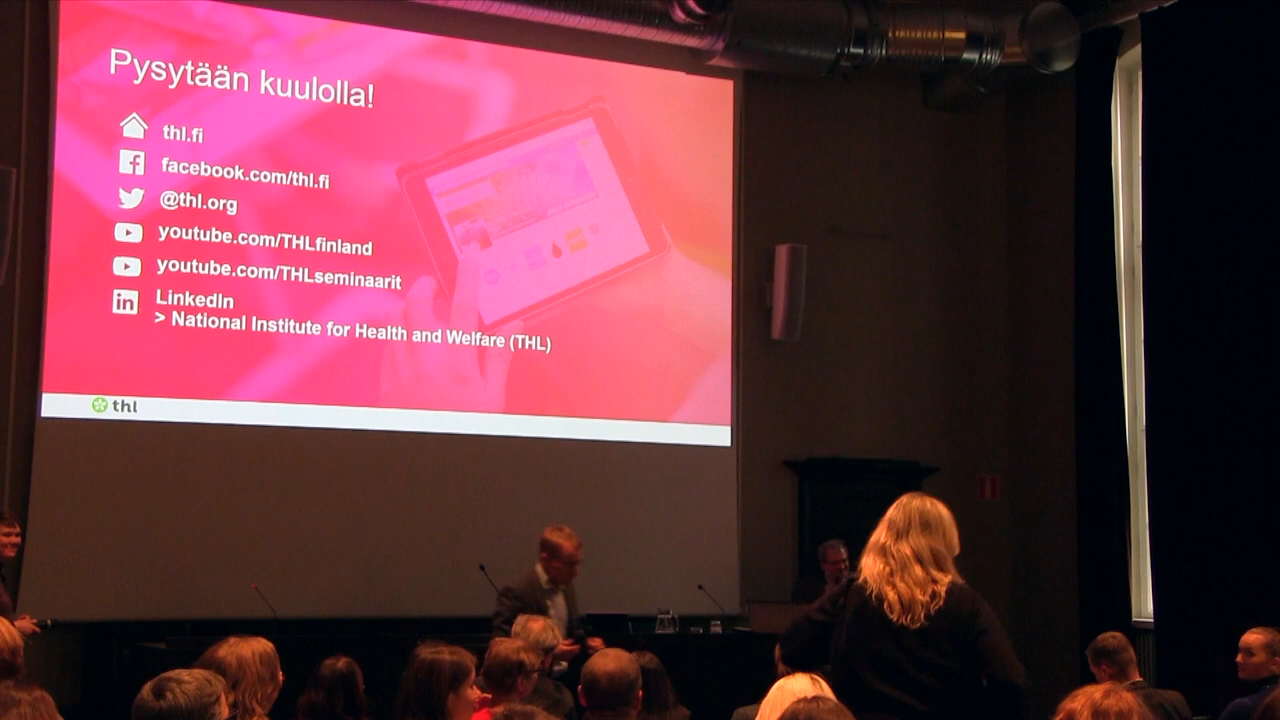 Pysytään kuulolla!
thl.fi
facebook.com/thl.fi
@thl.org
youtube.com/THLfinland
youtube.com/THLseminaarit
LinkedIn
> National Institute for Health and Welfare (THL)
thl